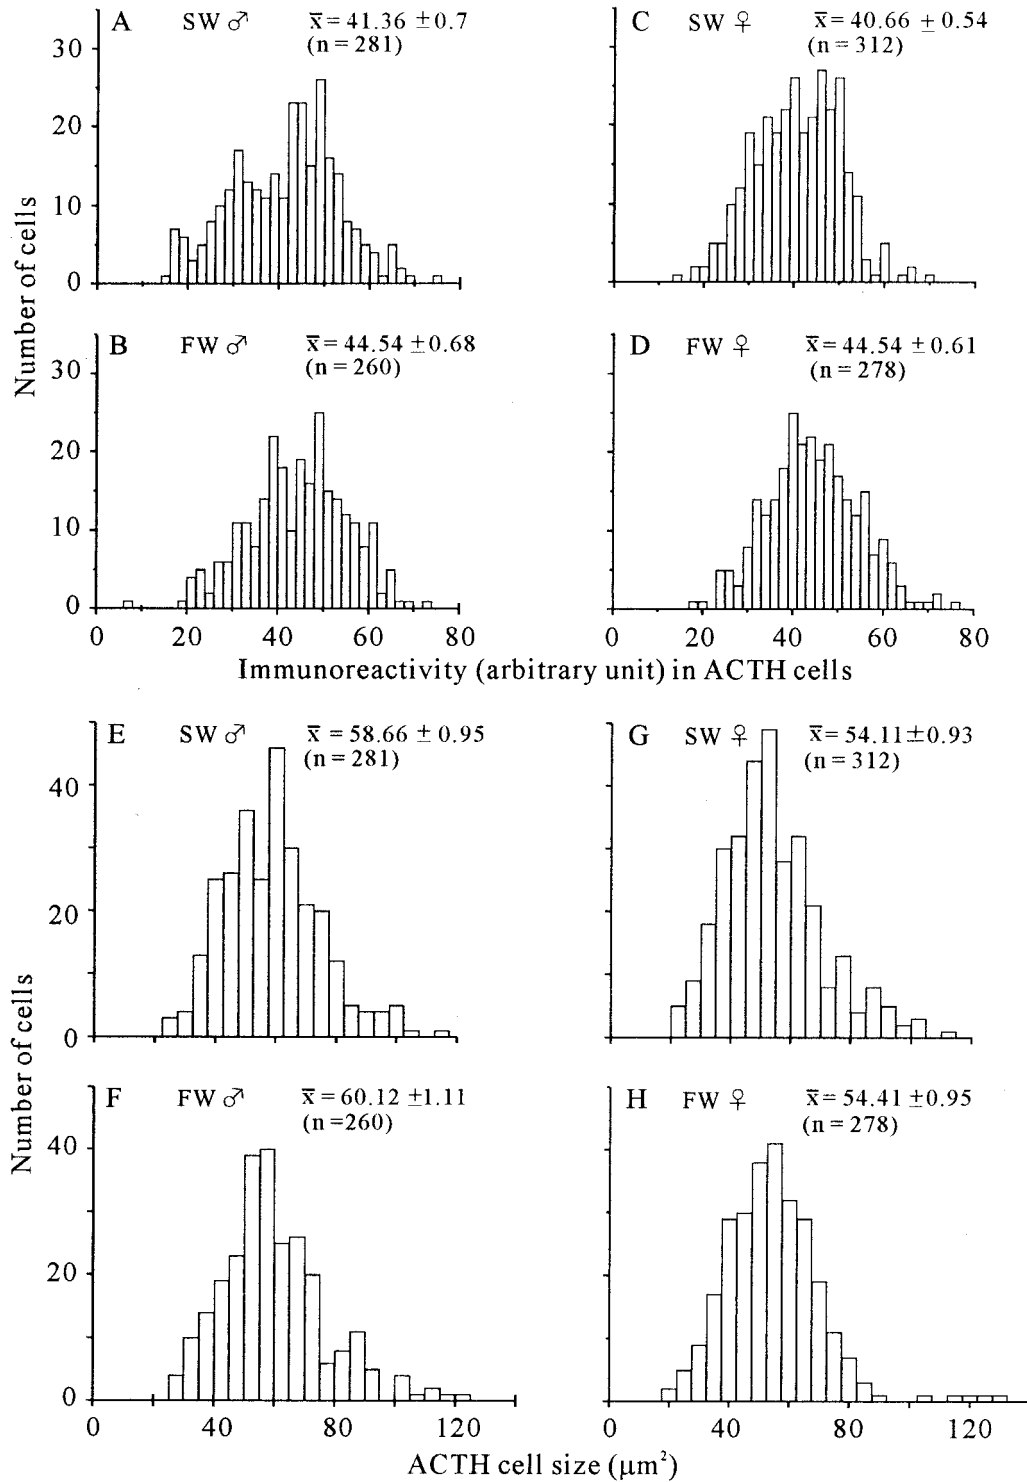 A SW ♂ x̄ = 41.36 ±0.7
(n = 281)
C SW ♀ x̄ = 40.66 ± 0.54
(n = 312)
30
20
10
0
Number of cells
B FW ♂ x̄ = 44.54 ±0.68
(n = 260)
D FW ♀ x̄ = 44.54 ±0.61
(n = 278)
30
20
10
0
0 20 40 60 80
0 20 40 60 80
Immunoreactivity (arbitrary unit) in ACTH cells
E SW ♂ x̄ = 58.66 ± 0.95
(n = 281)
G SW ♀ x̄ = 54.11±0.93
(n = 312)
40
20
0
Number of cells
F FW ♂ x̄ = 60.12 ±1.11
(n =260)
H FW ♀ x̄ = 54.41 ±0.95
(n = 278)
40
20
0
0 40 80 120
0 40 80 120
ACTH cell size (μm²)